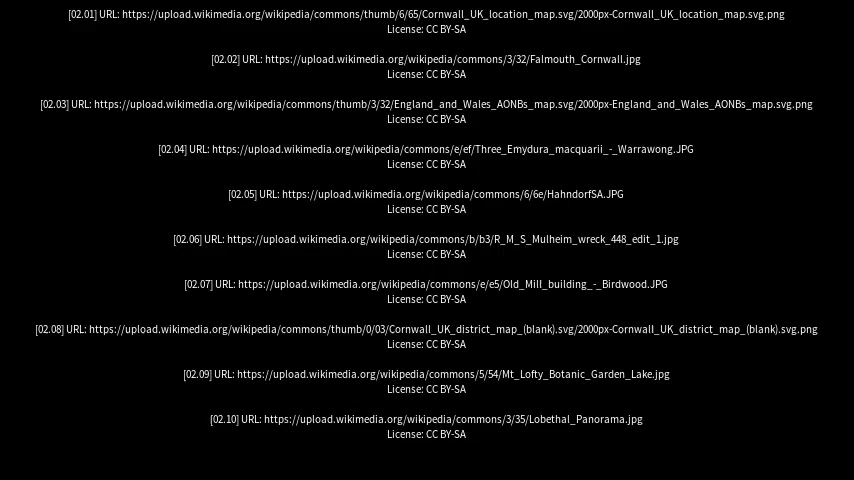 [02.01] URL: https://upload.wikimedia.org/wikipedia/commons/thumb/6/65/Cornwall_UK_location_map.svg/2000px-Cornwall_UK_location_map.svg.png
License: CC BY-SA
[02.02] URL: https://upload.wikimedia.org/wikipedia/commons/3/32/Falmouth_Cornwall.jpg
License: CC BY-SA
[02.03] URL: https://upload.wikimedia.org/wikipedia/commons/thumb/3/32/England_and_Wales_AONBs_map.svg/2000px-England_and_Wales_AONBs_map.svg.png
License: CC BY-SA
[02.04] URL: https://upload.wikimedia.org/wikipedia/commons/e/ef/Three_Emydura_macquarii_-_Warrawong.JPG
License: CC BY-SA
[02.05] URL: https://upload.wikimedia.org/wikipedia/commons/6/6e/HahndorfSA.JPG
License: CC BY-SA
[02.06] URL: https://upload.wikimedia.org/wikipedia/commons/b/b3/R_M_S_Mulheim_wreck_448_edit_1.jpg
License: CC BY-SA
[02.07] URL: https://upload.wikimedia.org/wikipedia/commons/e/e5/Old_Mill_building_-_Birdwood.JPG
License: CC BY-SA
[02.08] URL: https://upload.wikimedia.org/wikipedia/commons/thumb/0/03/Cornwall_UK_district_map_(blank).svg/2000px-Cornwall_UK_district_map_(blank).svg.png
License: CC BY-SA
[02.09] URL: https://upload.wikimedia.org/wikipedia/commons/5/54/Mt_Lofty_Botanic_Garden_Lake.jpg
License: CC BY-SA
[02.10] URL: https://upload.wikimedia.org/wikipedia/commons/3/35/Lobethal_Panorama.jpg
License: CC BY-SA